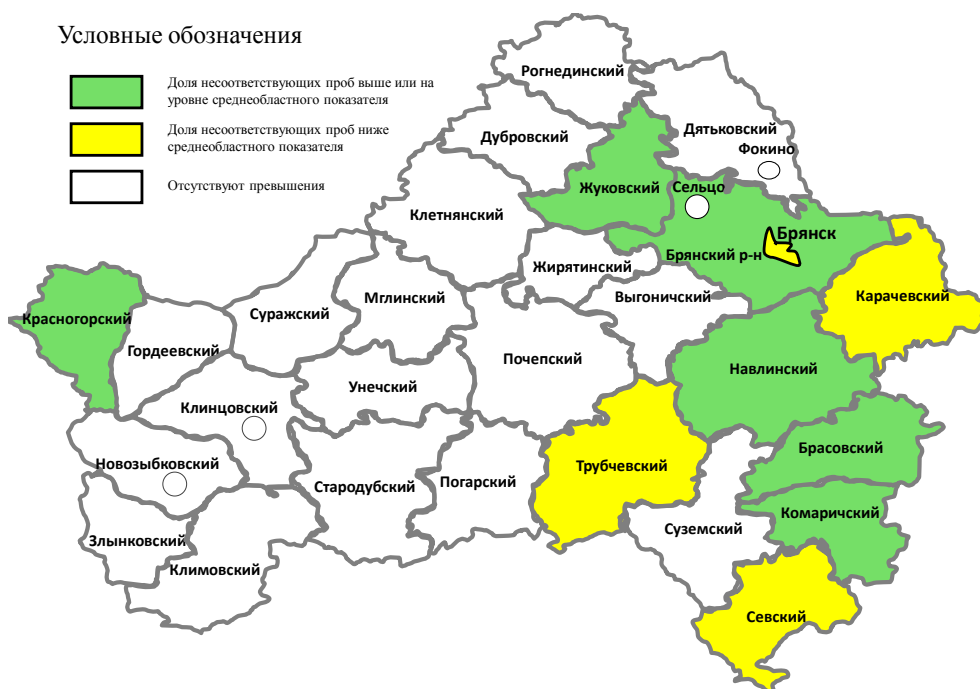 Условные обозначения
Доля несоответствующих проб выше или на
уровне среднеобластного показателя
Доля несоответствующих проб ниже
среднеобластного показателя
Отсутствуют превышения
Рогнединский
Дубровский
Дятьковский
Фокино
Жуковский
Сельцо
Клетнянский
Брянск
Брянский р-н
Жирятинский
Выгоничский
Карачевский
Мглинский
Суражский
Красногорский
Гордеевский
Почепский
Навлинский
Унечский
Клинцовский
Брасовский
Новозыбковский
Трубчевский
Стародубский
Погарский
Комаричский
Суземский
Злынковский
Климовский
Севский